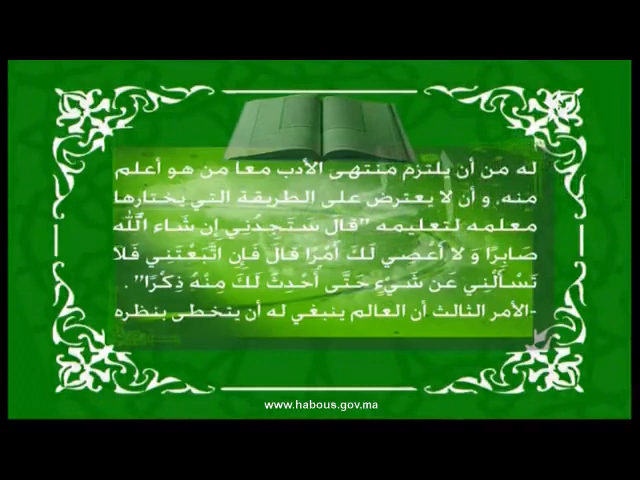 له من أن يلتزم منتهى الأدب معا من هو أعلم
منه، و أن لا يعترض على الطريقة التي يختارها
معلمه لتعليمه "قال سَتَجِدُنِي إِن شَاء اللَّه
صَابِرًا وَ لا أَعْصِي لَكَ أَمْرًا قَالَ فَإِنِ اتَّبَعْتَنِي فَلَا
تَسْأَلْنِي عَن شَيْءٍ حَتَّى أُحْدِثَ لَكَ مِنْهُ ذِكْرًا" .
-الأمر الثالث أن العالم ينبغي له أن يتخطى بنظره
www.habous.gov.ma